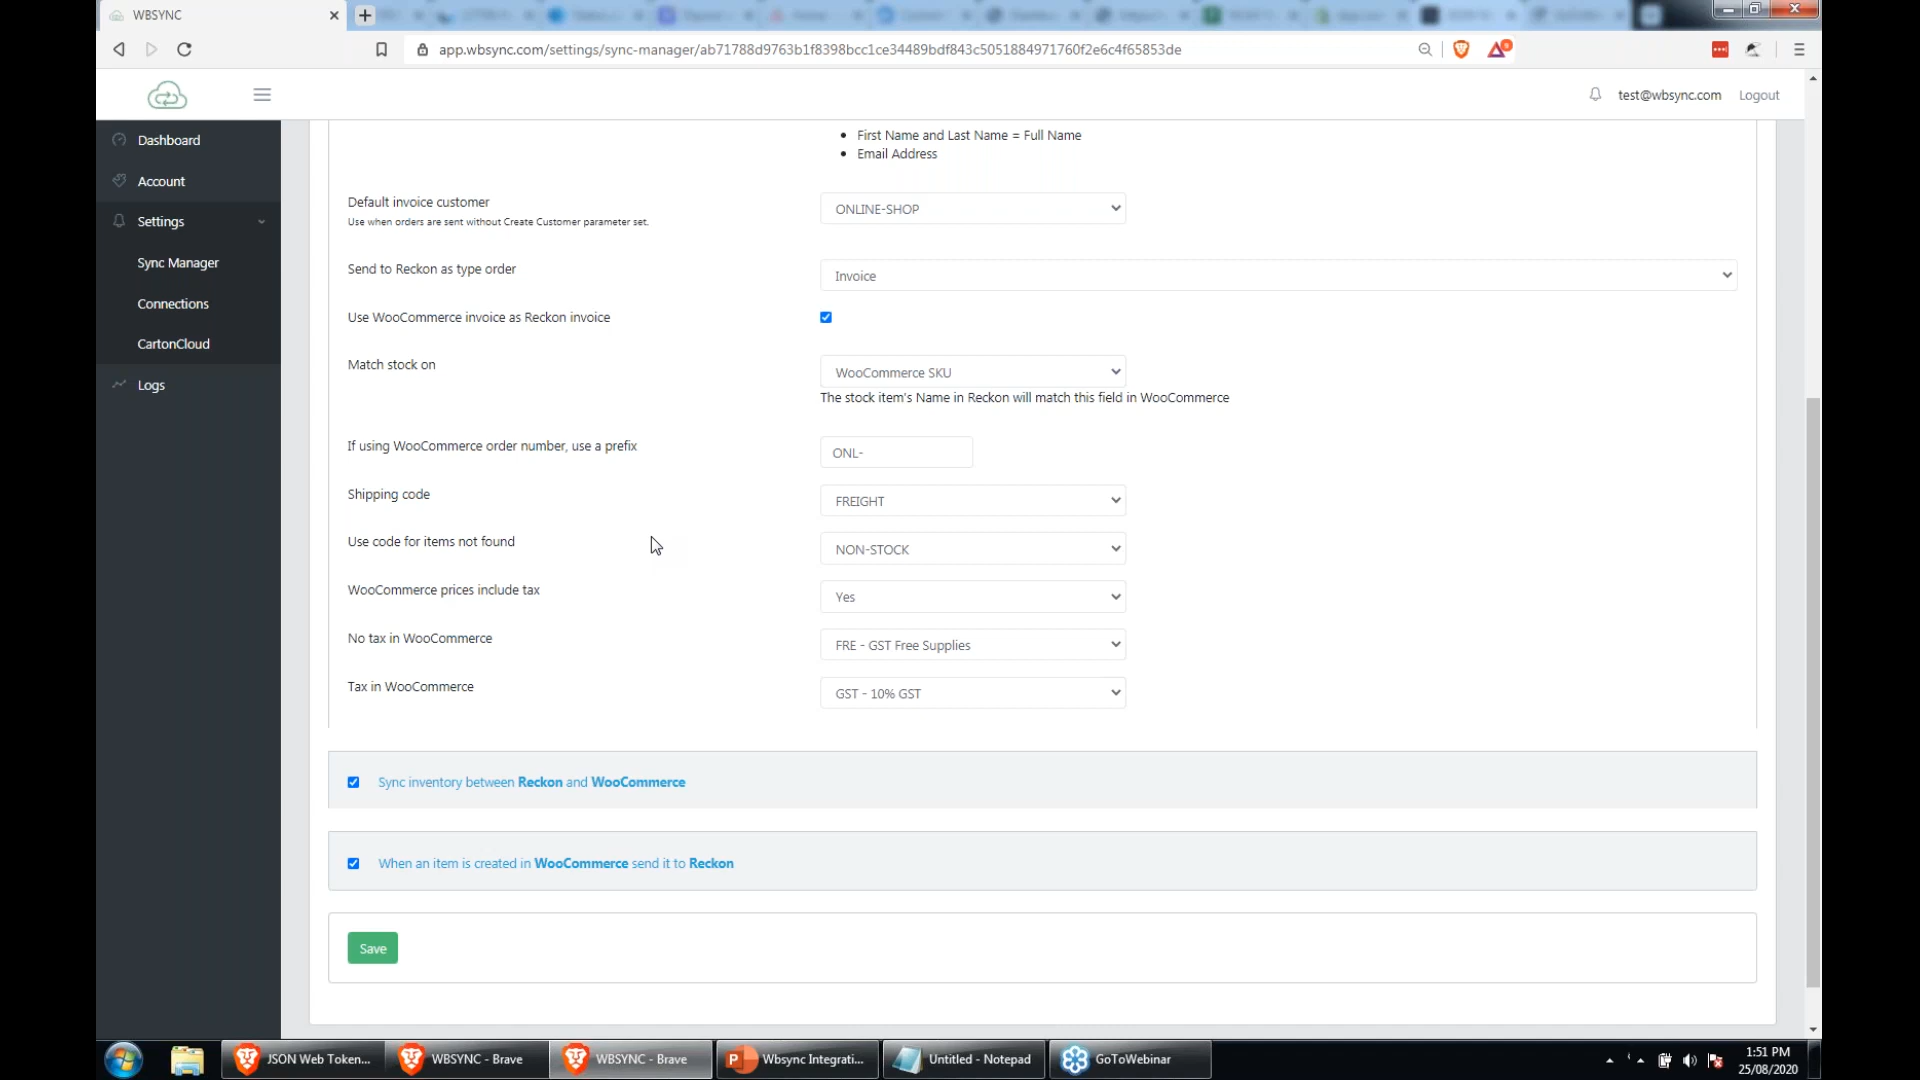 WBSYNC
app.wbsync.com/settings/sync-manager/ab71788d9763b1f8398bcc1ce34489bdf843c5051884971760f2e6c4f65853de
test@wbsync.com Logout
Dashboard
Account
Settings
Sync Manager
Connections
CartonCloud
Logs
First Name and Last Name = Full Name
Email Address
Default invoice customer
ONLINE-SHOP
Use when orders are sent without Create Customer parameter set.
Send to Reckon as type order
Invoice
Use WooCommerce invoice as Reckon invoice
Match stock on
WooCommerce SKU
The stock item's Name in Reckon will match this field in WooCommerce
If using WooCommerce order number, use a prefix
ONL-
Shipping code
FREIGHT
Use code for items not found
NON-STOCK
WooCommerce prices include tax
Yes
No tax in WooCommerce
FRE - GST Free Supplies
Tax in WooCommerce
GST - 10% GST
Sync inventory between Reckon and WooCommerce
When an item is created in WooCommerce send it to Reckon
Save
JSON Web Token...
WBSYNC - Brave
WBSYNC - Brave
Wbsync Integrati...
Untitled - Notepad
GoToWebinar
1:51 PM
25/08/2020